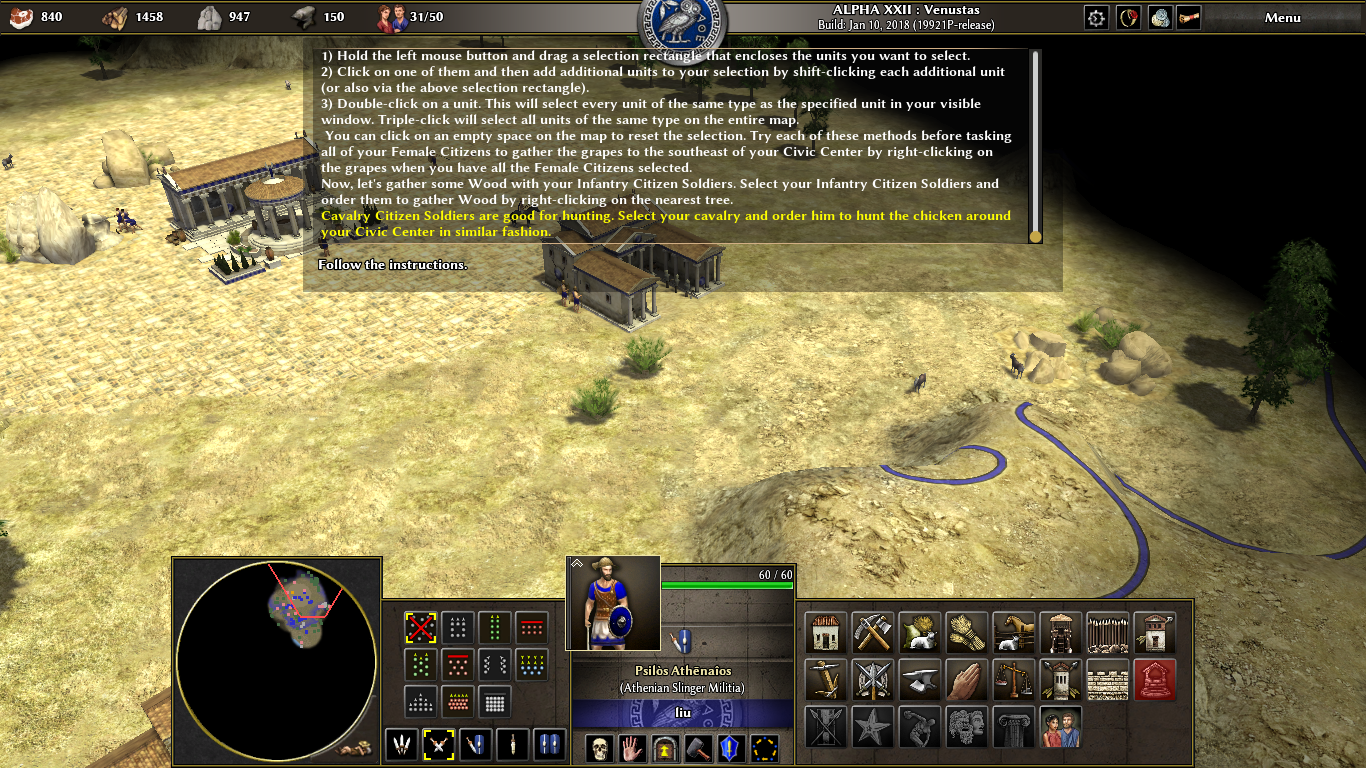 840 1458 947 150 31/50
ALPHA XXII : Venustas
Build: Jan 10, 2018 (19921P-release)
Menu
1) Hold the left mouse button and drag a selection rectangle that encloses the units you want to select.
2) Click on one of them and then add additional units to your selection by shift-clicking each additional unit
(or also via the above selection rectangle).
3) Double-click on a unit. This will select every unit of the same type as the specified unit in your visible
window. Triple-click will select all units of the same type on the entire map.
You can click on an empty space on the map to reset the selection. Try each of these methods before tasking
all of your Female Citizens to gather the grapes to the southeast of your Civic Center by right-clicking on
the grapes when you have all the Female Citizens selected.
Now, let's gather some Wood with your Infantry Citizen Soldiers. Select your Infantry Citizen Soldiers and
order them to gather Wood by right-clicking on the nearest tree.
Cavalry Citizen Soldiers are good for hunting. Select your cavalry and order him to hunt the chicken around
your Civic Center in similar fashion.
Follow the instructions.
60 / 60
Psilòs Athēnaîos
(Athenian Slinger Militia)
liu